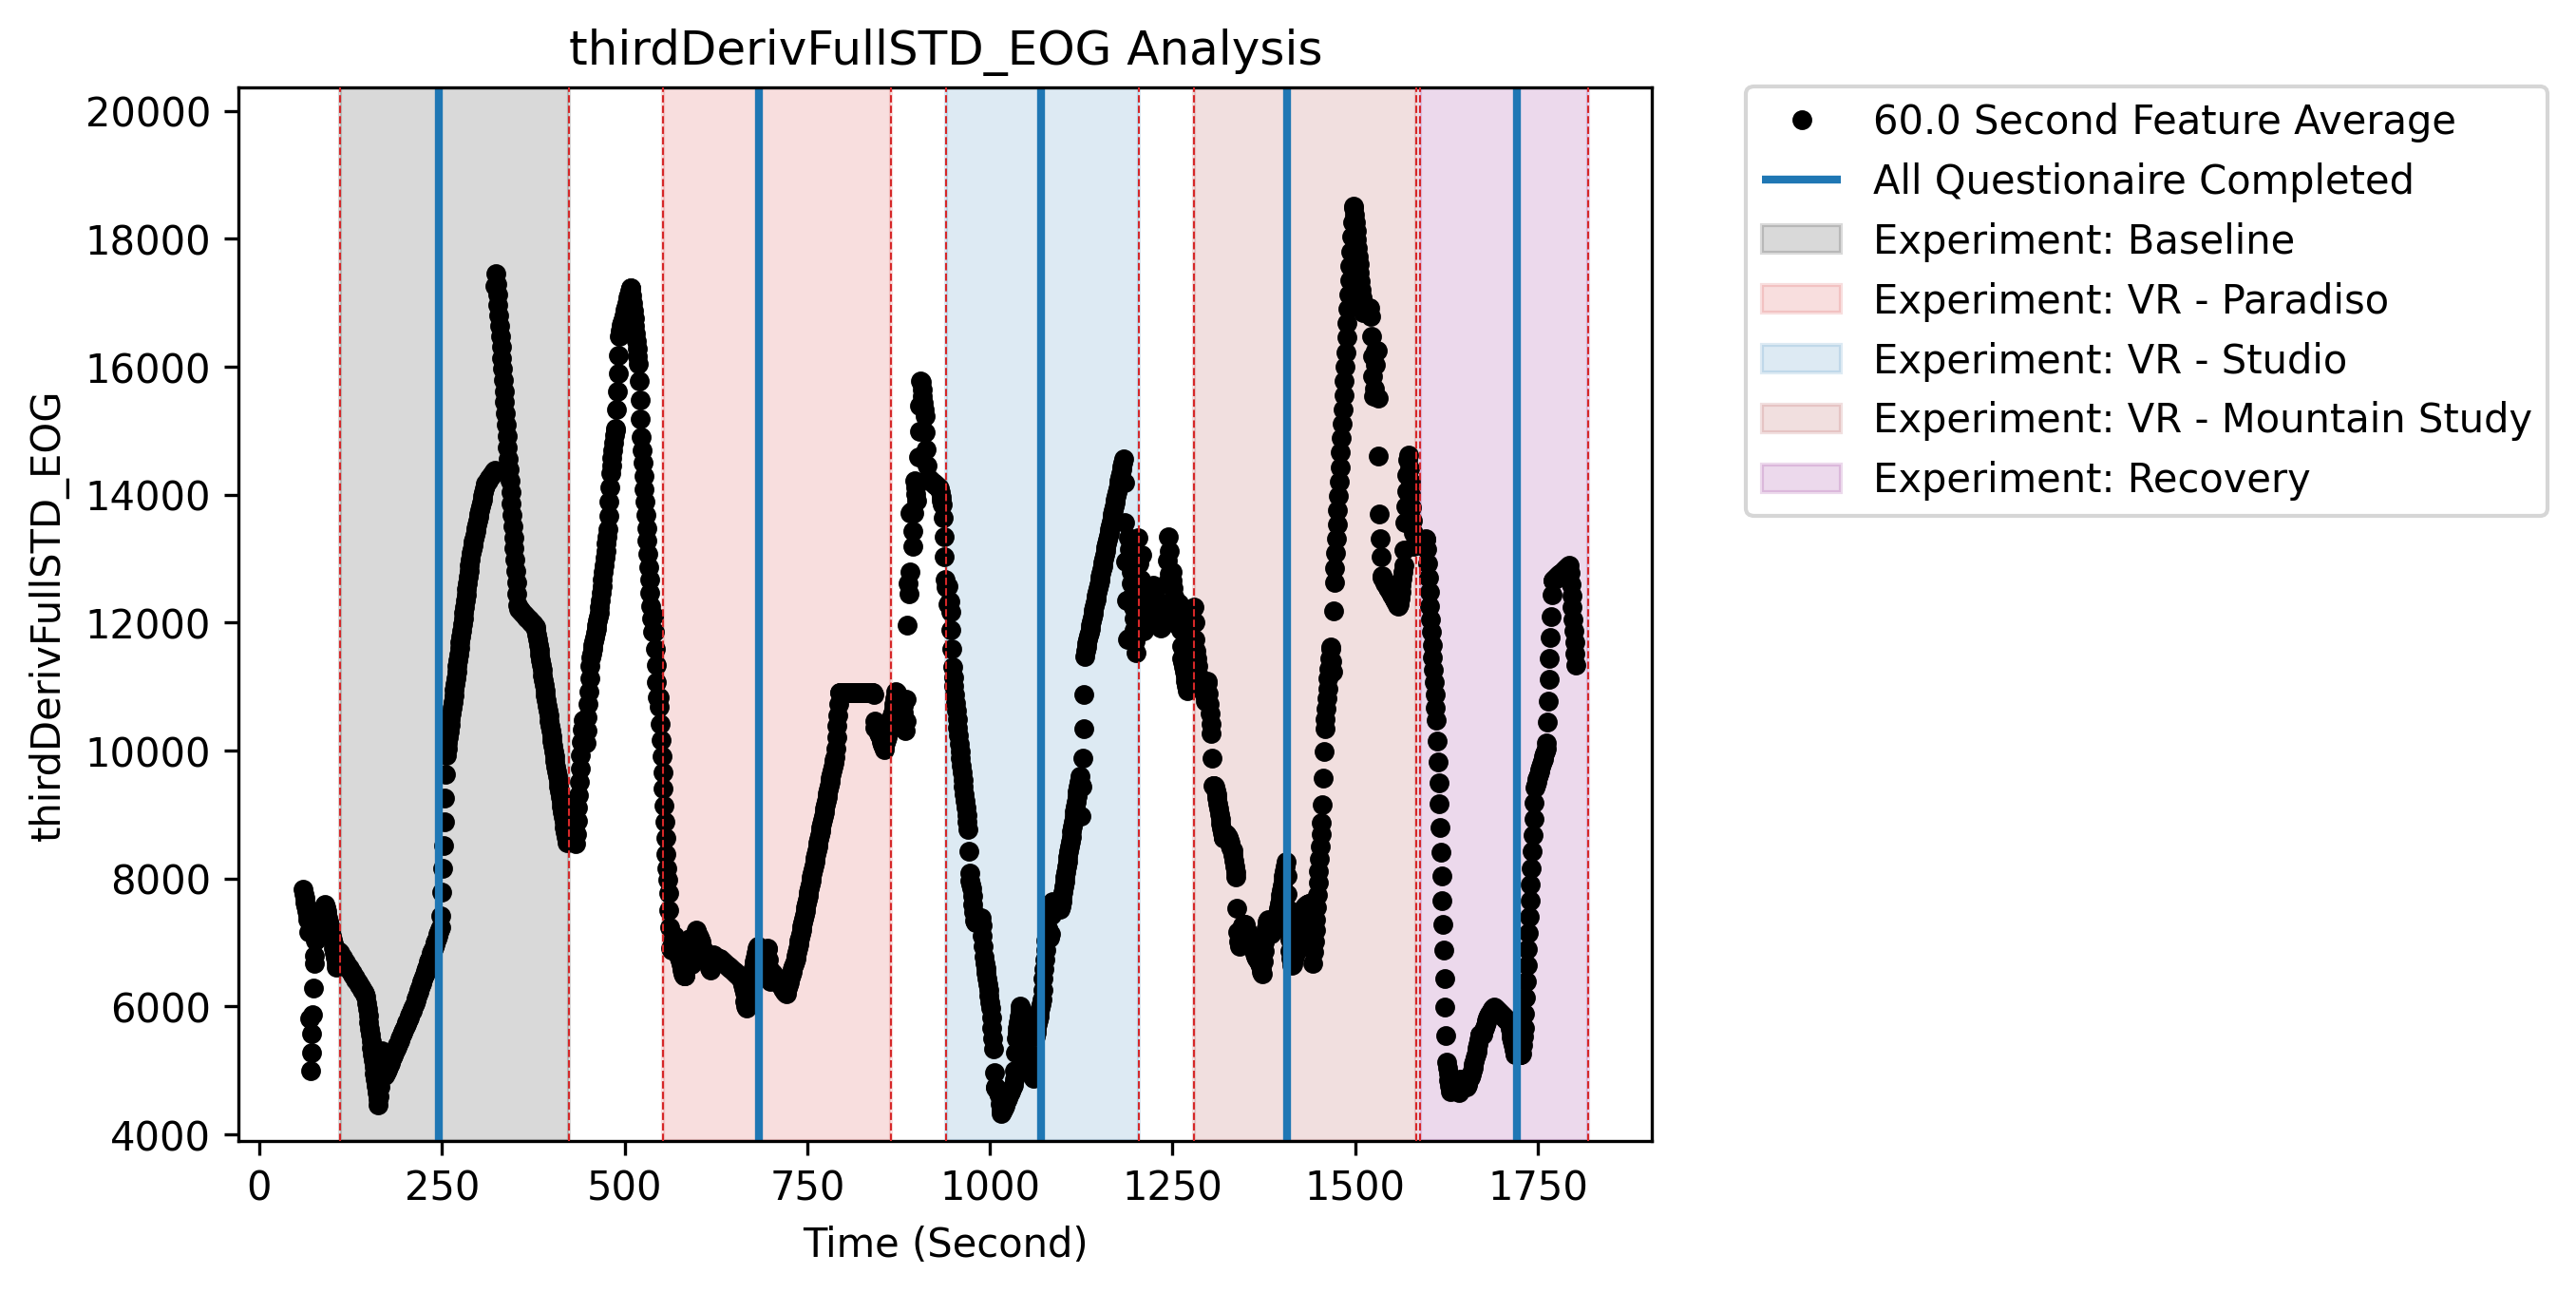 thirdDerivFullSTD_EOG Analysis
20000
18000
16000
14000
12000
10000
8000
6000
4000
thirdDerivFullSTD_EOG
0 250 500 750 1000 1250 1500 1750
Time (Second)
60.0 Second Feature Average
All Questionaire Completed
Experiment: Baseline
Experiment: VR - Paradiso
Experiment: VR - Studio
Experiment: VR - Mountain Study
Experiment: Recovery